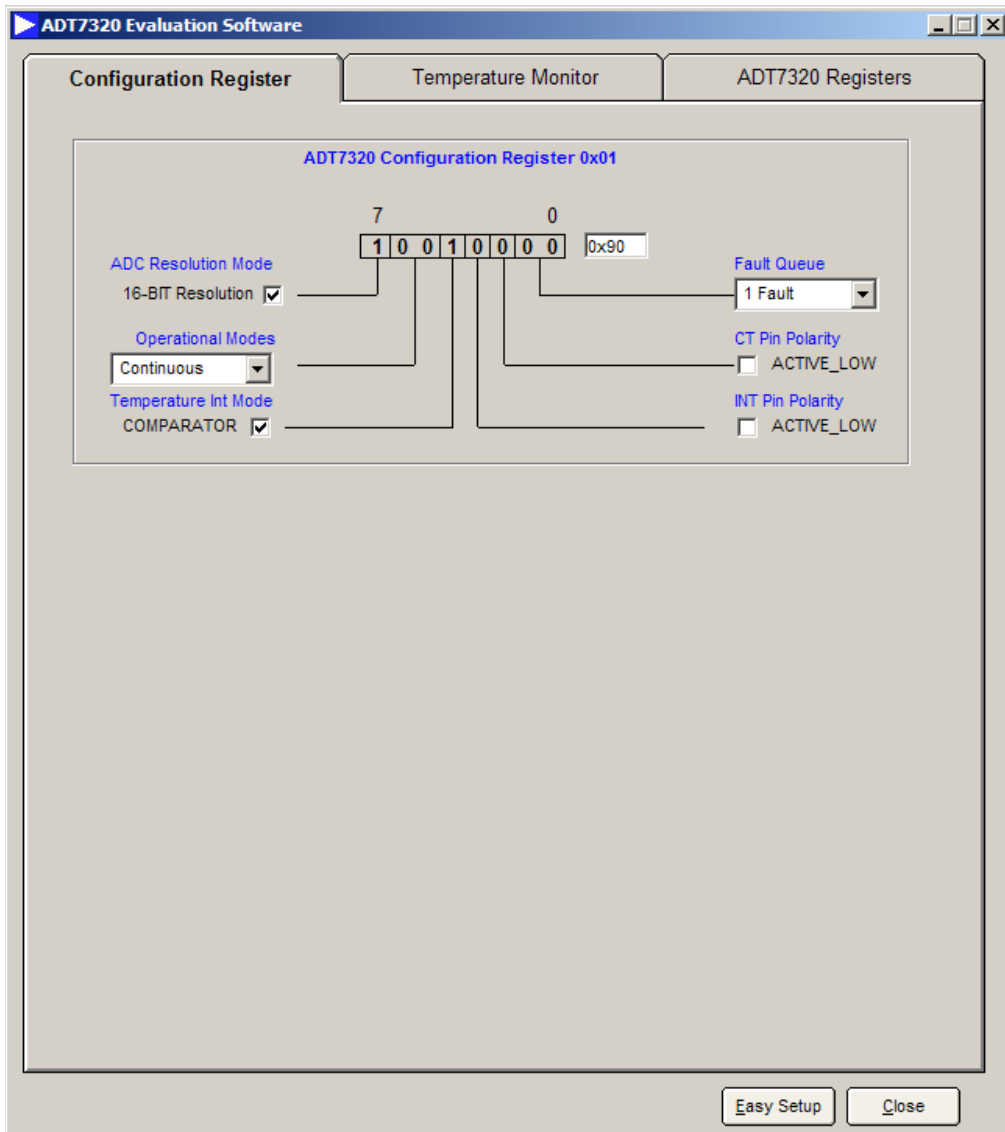 ADT7320 Evaluation Software
Configuration Register
Temperature Monitor
ADT7320 Registers
ADT7320 Configuration Register 0x01
7 0
1 0 0 1 0 0 0 0 0x90
ADC Resolution Mode
16-BIT Resolution
Fault Queue
1 Fault
Operational Modes
Continuous
CT Pin Polarity
ACTIVE_LOW
Temperature Int Mode
COMPARATOR
INT Pin Polarity
ACTIVE_LOW
Easy Setup
Close